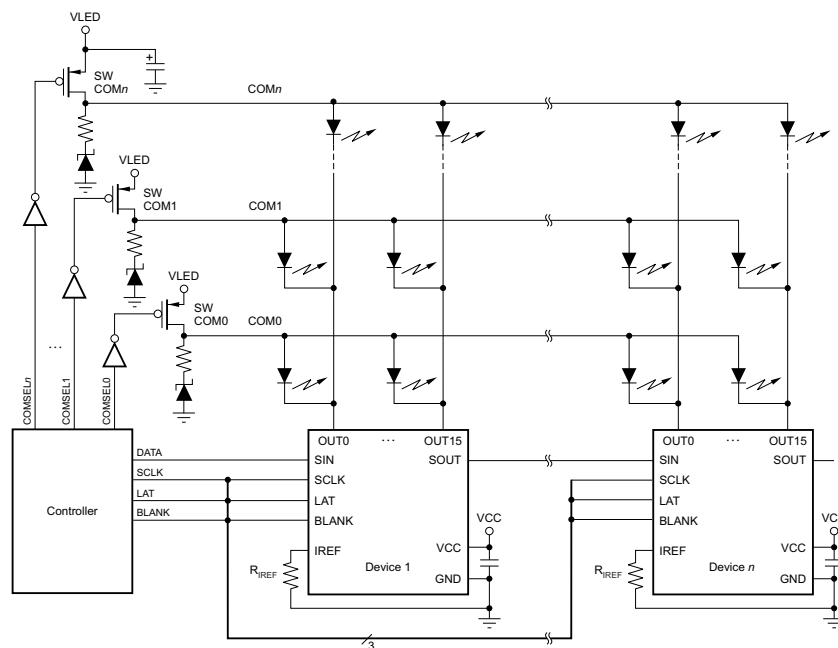 VLED
SW
COMn
COMn
VLED
SW
COM1
COM1
VLED
SW
COM0
COM0
...
COMSELn
COMSEL1
COMSEL0
Controller
DATA
SCLK
LAT
BLANK
OUT0 ... OUT15
SIN SOUT
SCLK
LAT
BLANK
IREF
VCC
GND
Device 1
RIREF
VCC
OUT0 ... OUT15
SIN SOUT
SCLK
LAT
BLANK
IREF
VCC
GND
Device n
RIREF
VC
3